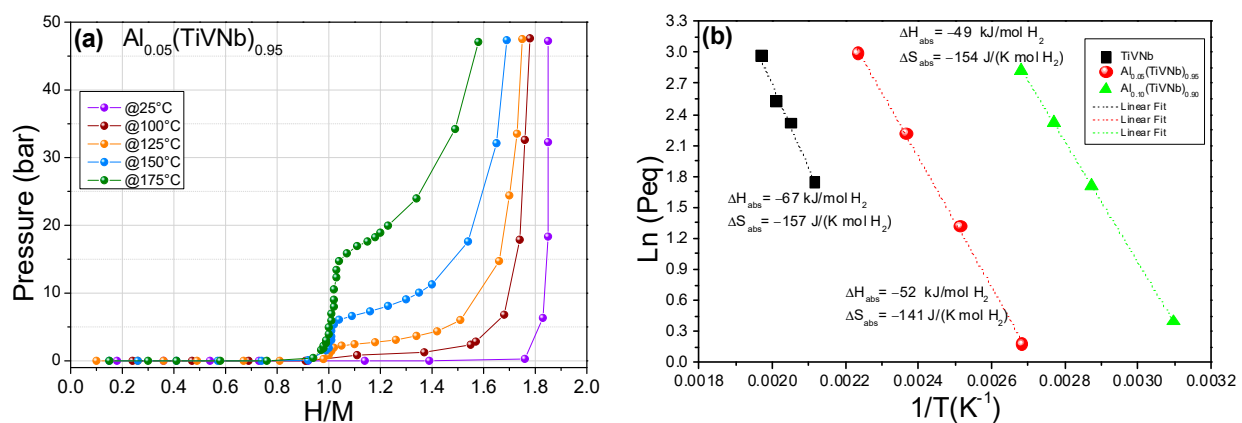 (a)
Al0.05(TiVNb)0.95
@25°C
@100°C
@125°C
@150°C
@175°C
Pressure (bar)
50
40
30
20
10
0
0.0 0.2 0.4 0.6 0.8 1.0 1.2 1.4 1.6 1.8 2.0
H/M
(b)
ΔHabs= −49 kJ/mol H2
ΔSabs= −154 J/(K mol H2)
TiVNb
Al0.05(TiVNb)0.95
Al0.10(TiVNb)0.90
Linear Fit
Linear Fit
Linear Fit
ΔHabs= −67 kJ/mol H2
ΔSabs= −157 J/(K mol H2)
ΔHabs= −52 kJ/mol H2
ΔSabs= −141 J/(K mol H2)
Ln (Peq)
3.0
2.7
2.4
2.1
1.8
1.5
1.2
0.9
0.6
0.3
0.0018 0.0020 0.0022 0.0024 0.0026 0.0028 0.0030 0.0032
1/T(K-1)